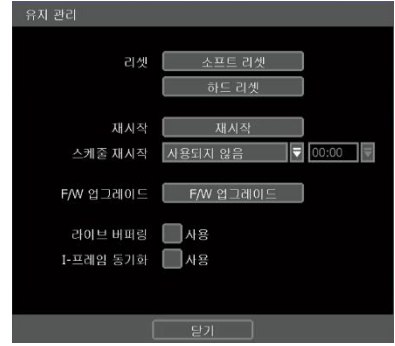 유지 관리
리셋 소프트 리셋
하드 리셋
재시작 재시작
스케줄 재시작 사용되지 않음 00:00
F/W 업그레이드 F/W 업그레이드
라이브 버퍼링 사용
I-프레임 동기화 사용
닫기